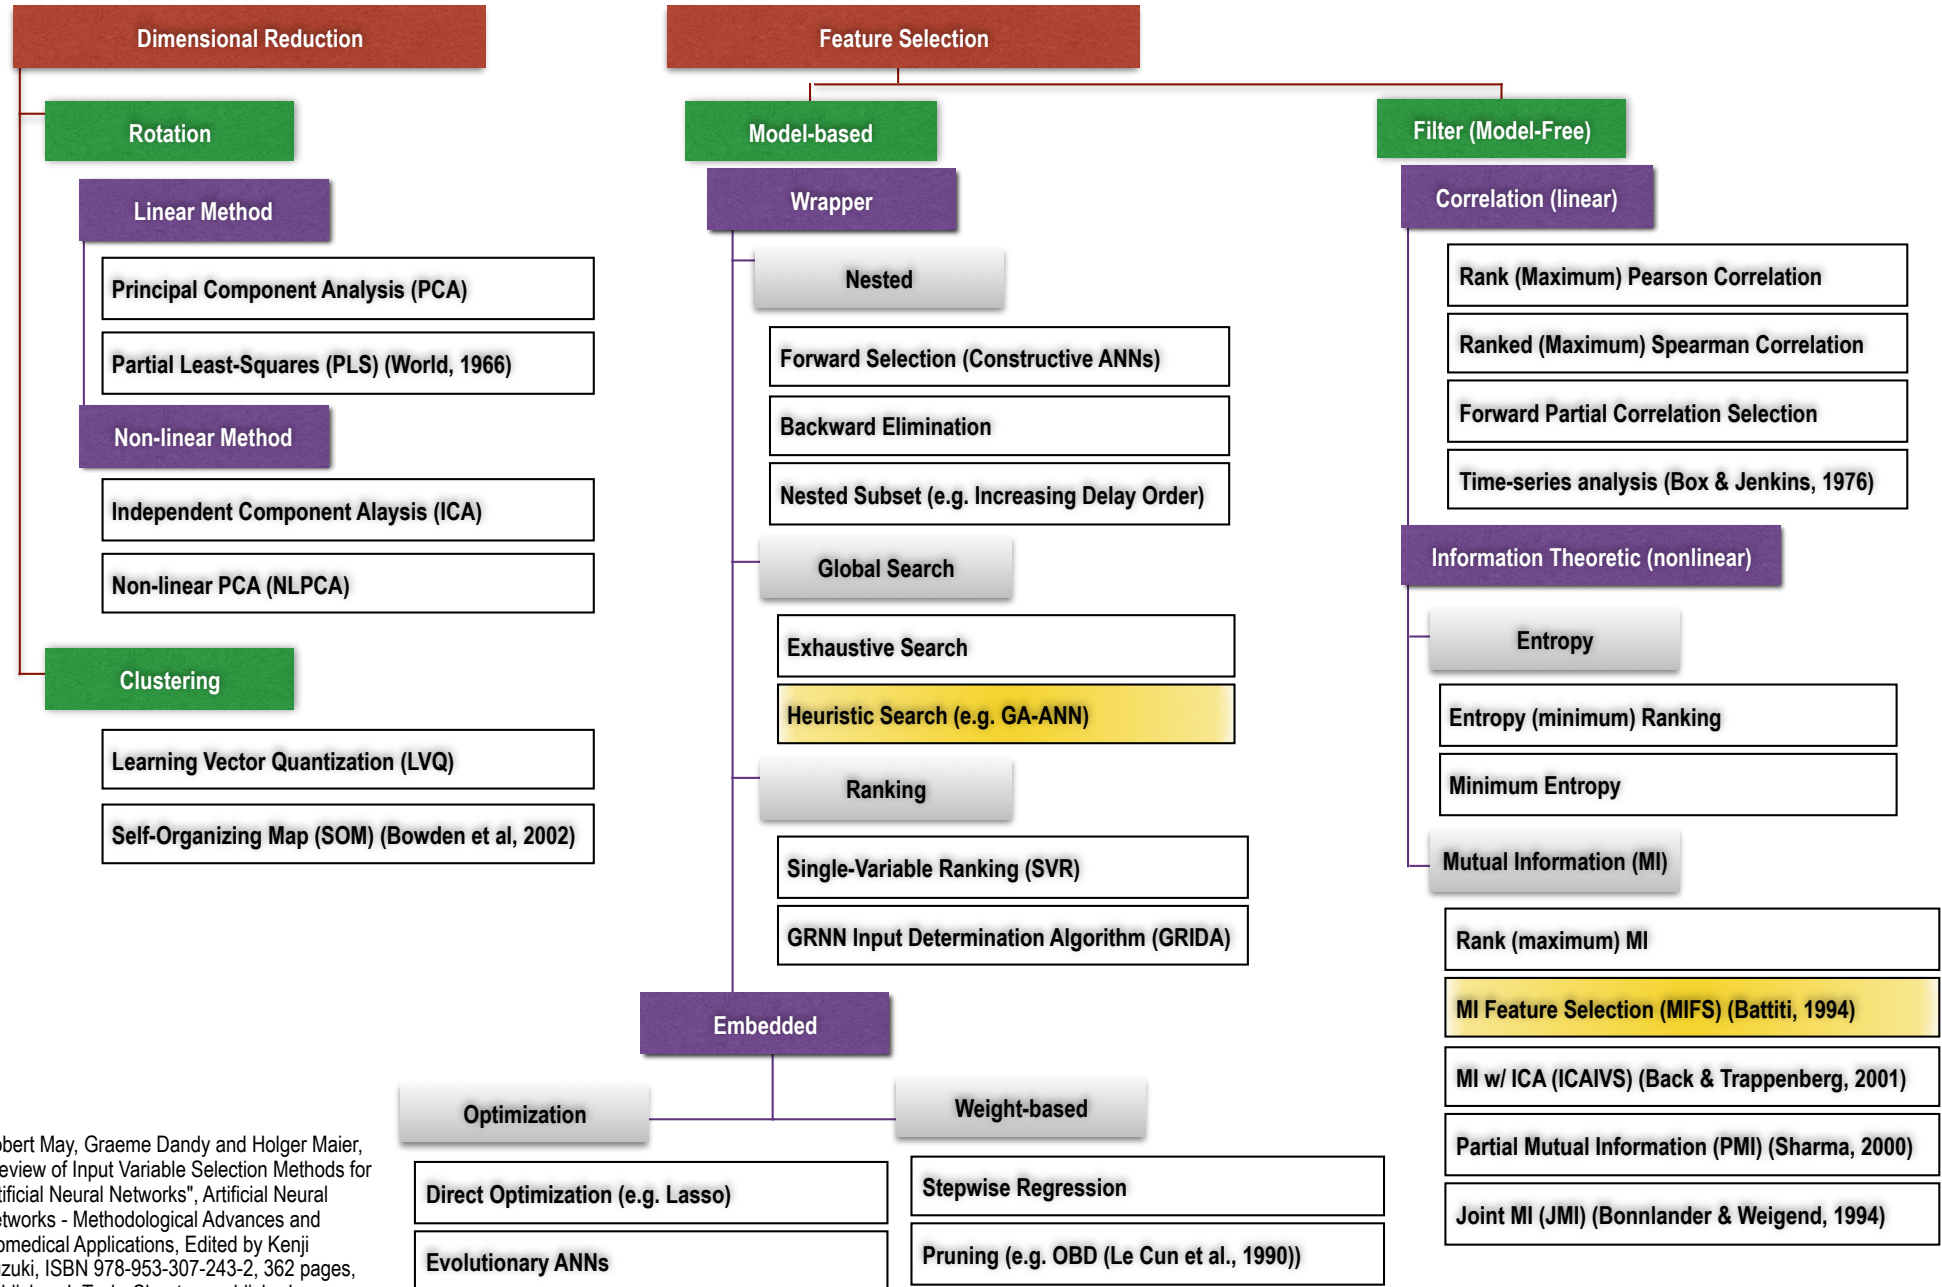 Dimensional Reduction
Rotation
Linear Method
Principal Component Analysis (PCA)
Partial Least-Squares (PLS) (World, 1966)
Non-linear Method
Independent Component Alaysis (ICA)
Non-linear PCA (NLPCA)
Clustering
Learning Vector Quantization (LVQ)
Self-Organizing Map (SOM) (Bowden et al, 2002)
Feature Selection
Model-based
Wrapper
Nested
Forward Selection (Constructive ANNs)
Backward Elimination
Nested Subset (e.g. Increasing Delay Order)
Global Search
Exhaustive Search
Heuristic Search (e.g. GA-ANN)
Ranking
Single-Variable Ranking (SVR)
GRNN Input Determination Algorithm (GRIDA)
Embedded
Optimization
Direct Optimization (e.g. Lasso)
Evolutionary ANNs
Weight-based
Stepwise Regression
Pruning (e.g. OBD (Le Cun et al., 1990))
Filter (Model-Free)
Correlation (linear)
Rank (Maximum) Pearson Correlation
Ranked (Maximum) Spearman Correlation
Forward Partial Correlation Selection
Time-series analysis (Box & Jenkins, 1976)
Information Theoretic (nonlinear)
Entropy
Entropy (minimum) Ranking
Minimum Entropy
Mutual Information (MI)
Rank (maximum) MI
MI Feature Selection (MIFS) (Battiti, 1994)
MI w/ ICA (ICAIVS) (Back & Trappenberg, 2001)
Partial Mutual Information (PMI) (Sharma, 2000)
Joint MI (JMI) (Bonnlander & Weigend, 1994)
obert May, Graeme Dandy and Holger Maier,
eview of Input Variable Selection Methods for
tificial Neural Networks", Artificial Neural
etworks - Methodological Advances and
omedical Applications, Edited by Kenji
uzuki, ISBN 978-953-307-243-2, 362 pages,